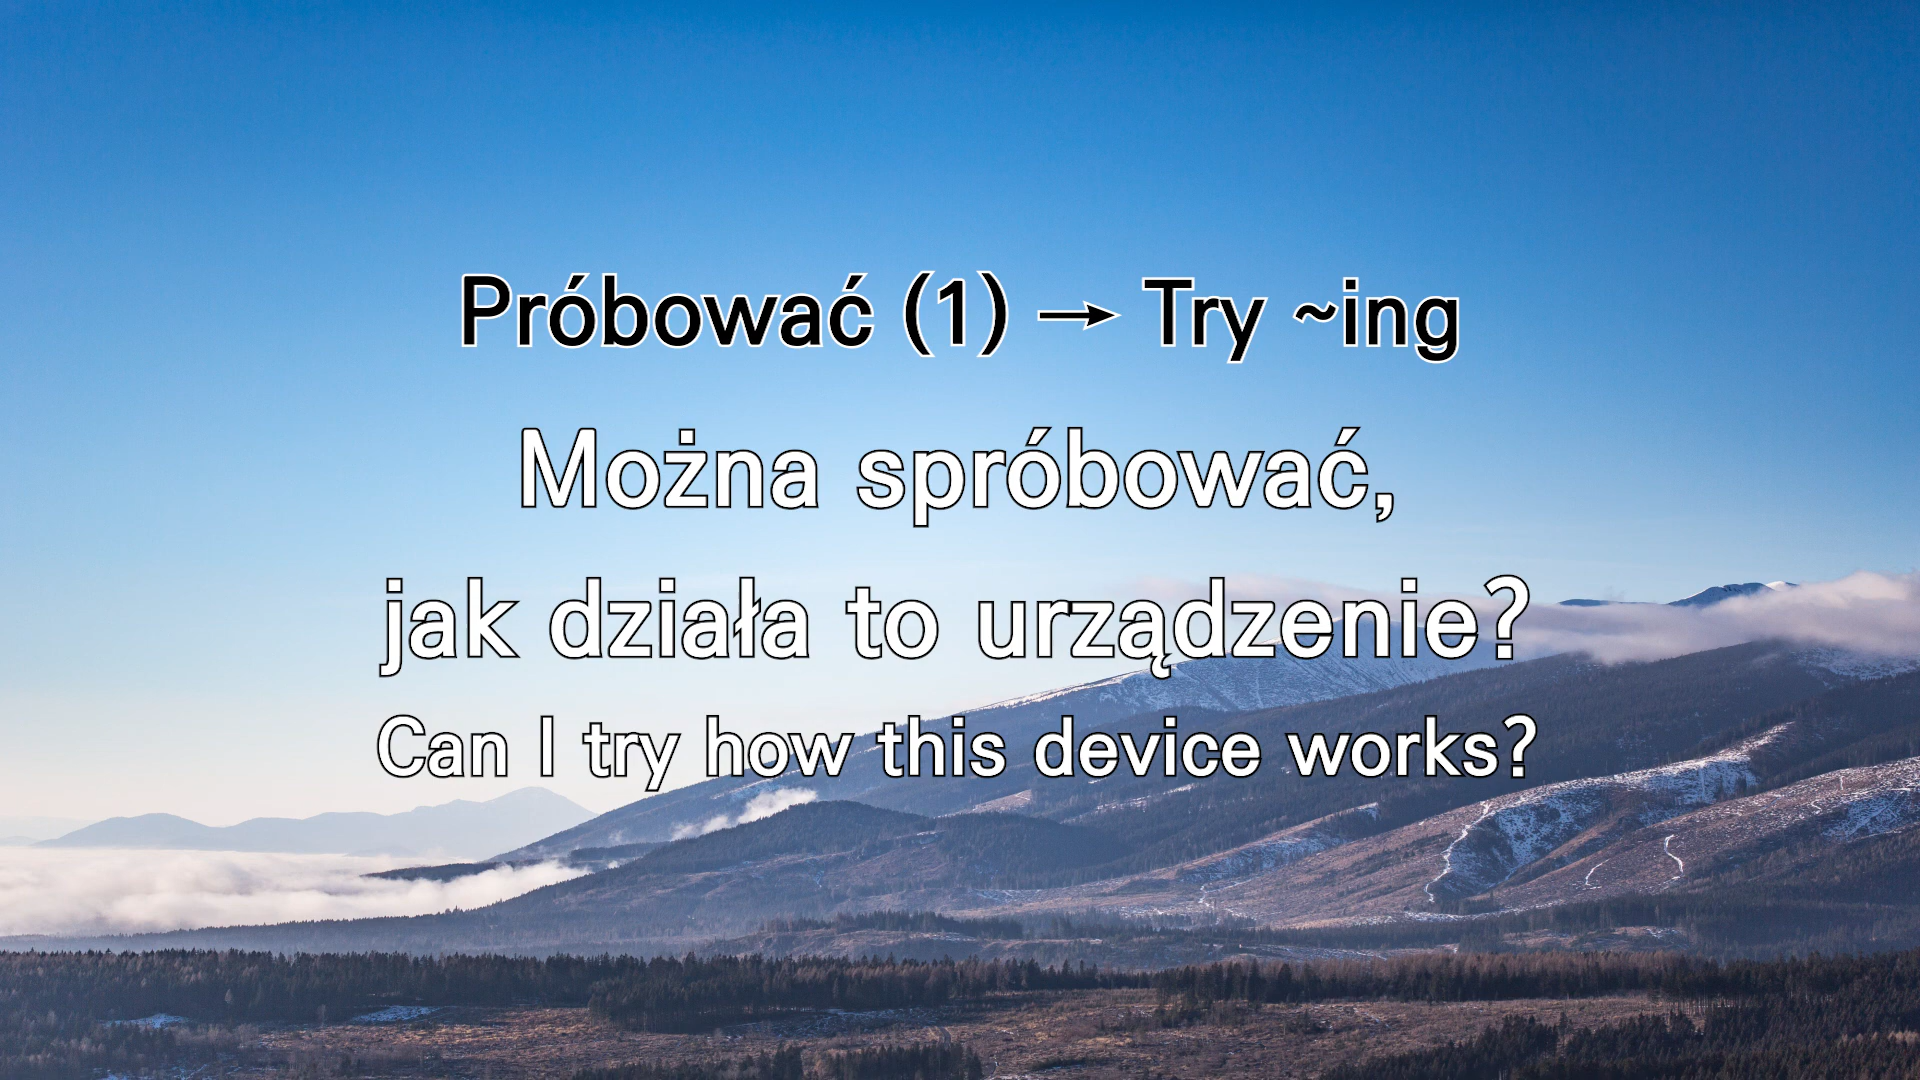 Próbować (1) → Try ~ing
Można spróbować,
jak działa to urządzenie?
Can I try how this device works?